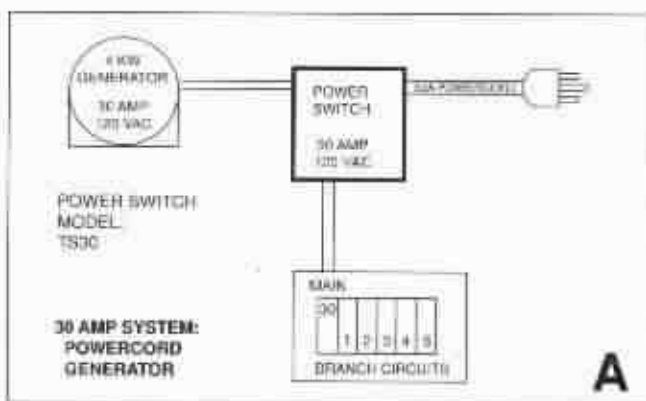 4 KW
GENERATOR
30 AMP
120 VAC
POWER
SWITCH
30 AMP
120 VAC
POWER SWITCH
MODEL:
TS30
30 AMP SYSTEM:
POWERCORD
GENERATOR
MAIN
30
1 2 3 4 5
BRANCH CIRCUITS
A